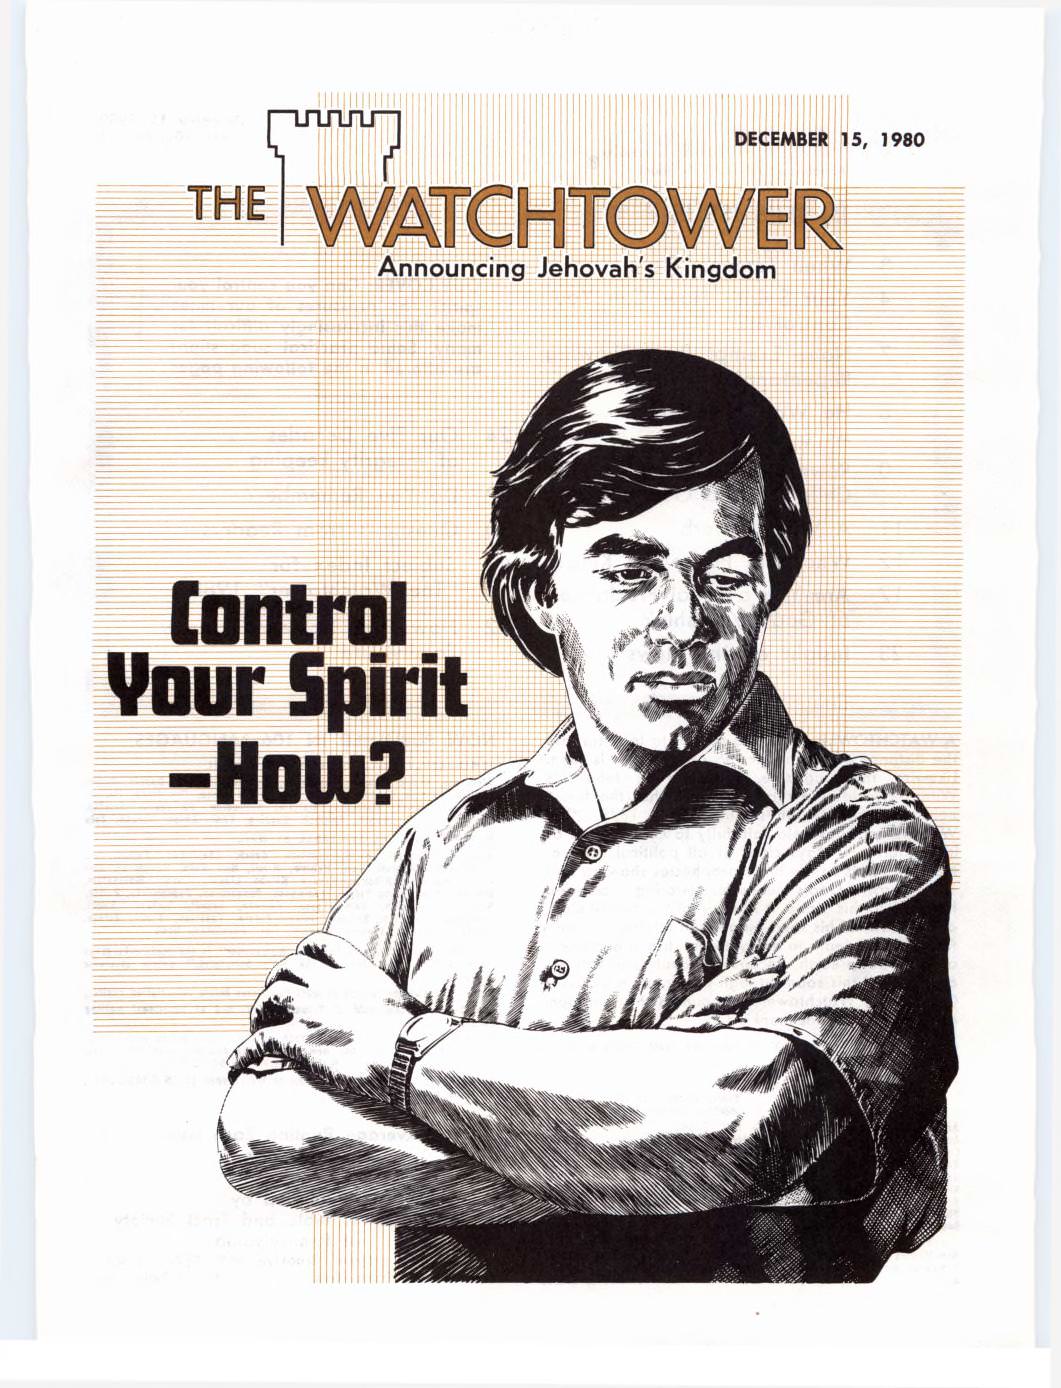 DECEMBER 15, 1980
THE WATCHTOWER
Announcing Jehovah's Kingdom
Control
Your Spirit
–How?